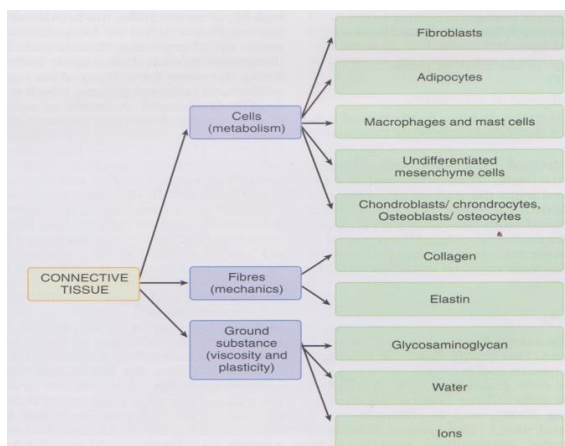 Fibroblasts
Adipocytes
Cells
(metabolism)
Macrophages and mast cells
Undifferentiated
mesenchyme cells
Chondroblasts/ chrondrocytes,
Osteoblasts/ osteocytes
CONNECTIVE
TISSUE
Fibres
(mechanics)
Collagen
Elastin
Ground
substance
(viscosity and
plasticity)
Glycosaminoglycan
Water
Ions